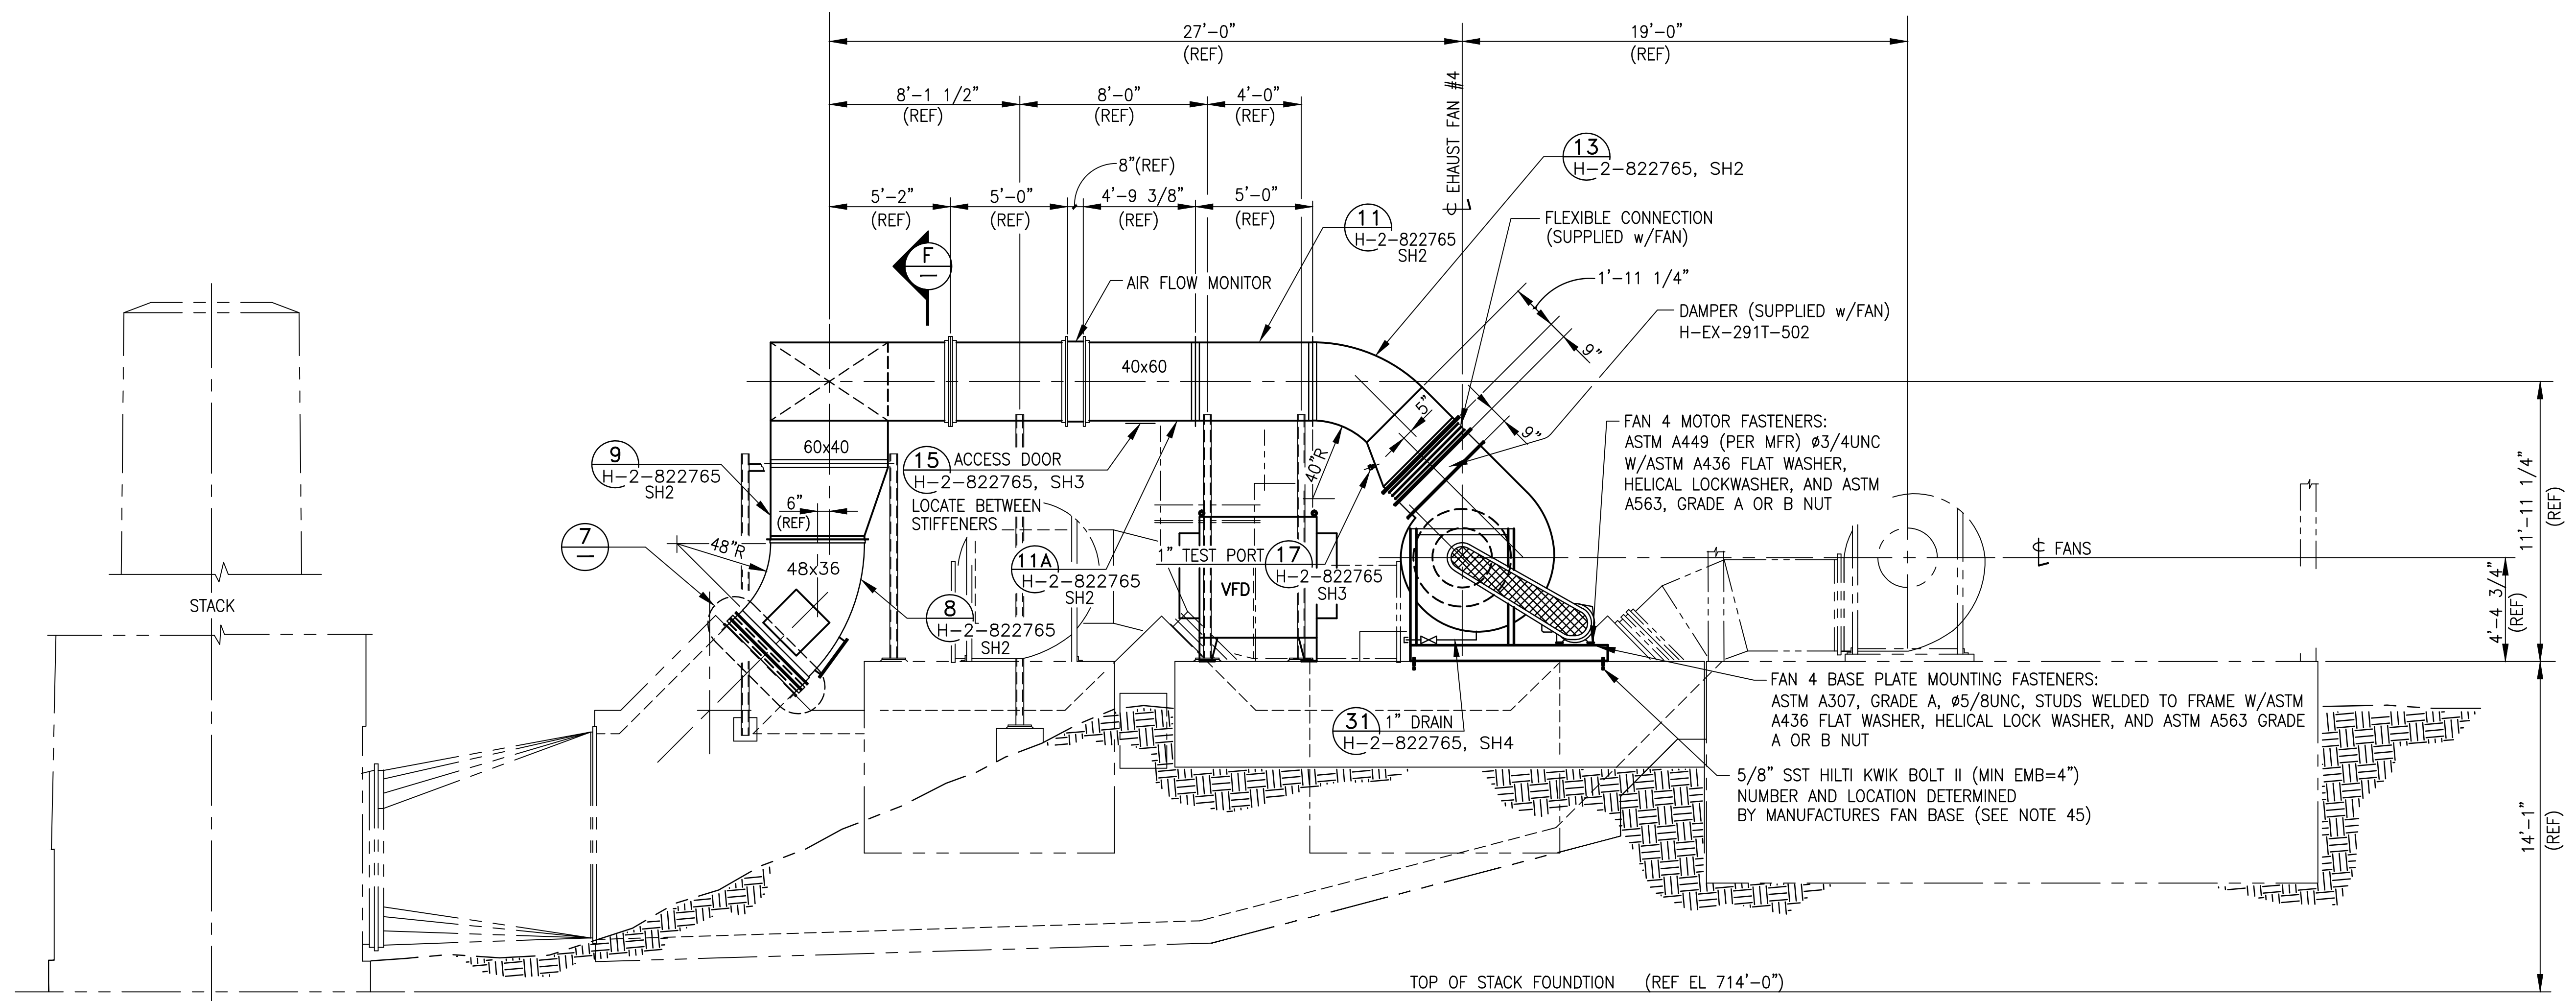 27'-0"
(REF)
19'-0"
(REF)
8'-1 1/2"
(REF)
8'-0"
(REF)
4'-0"
(REF)
℄ EHAUST FAN #4
8"(REF)
5'-2"
(REF)
5'-0"
(REF)
4'-9 3/8"
(REF)
5'-0"
(REF)
13
H-2-822765, SH2
11
H-2-822765
SH2
FLEXIBLE CONNECTION
(SUPPLIED w/FAN)
F
AIR FLOW MONITOR
1'-11 1/4"
DAMPER (SUPPLIED w/FAN)
H-EX-291T-502
9"
40x60
5"
9"
FAN 4 MOTOR FASTENERS:
ASTM A449 (PER MFR) ø3/4UNC
W/ASTM A436 FLAT WASHER,
HELICAL LOCKWASHER, AND ASTM
A563, GRADE A OR B NUT
60x40
9
H-2-822765
SH2
15 ACCESS DOOR
H-2-822765, SH3
LOCATE BETWEEN
STIFFENERS
40"R
6"
(REF)
7
48"R
48x36
11A
H-2-822765
SH2
1" TEST PORT
17
H-2-822765
SH3
VFD
8
H-2-822765
SH2
℄ FANS
11'-11 1/4"
(REF)
4'-4 3/4"
(REF)
STACK
FAN 4 BASE PLATE MOUNTING FASTENERS:
ASTM A307, GRADE A, ø5/8UNC, STUDS WELDED TO FRAME W/ASTM
A436 FLAT WASHER, HELICAL LOCK WASHER, AND ASTM A563 GRADE
A OR B NUT
31 1" DRAIN
H-2-822765, SH4
5/8" SST HILTI KWIK BOLT II (MIN EMB=4")
NUMBER AND LOCATION DETERMINED
BY MANUFACTURES FAN BASE (SEE NOTE 45)
14'-1"
(REF)
TOP OF STACK FOUNDTION (REF EL 714'-0")